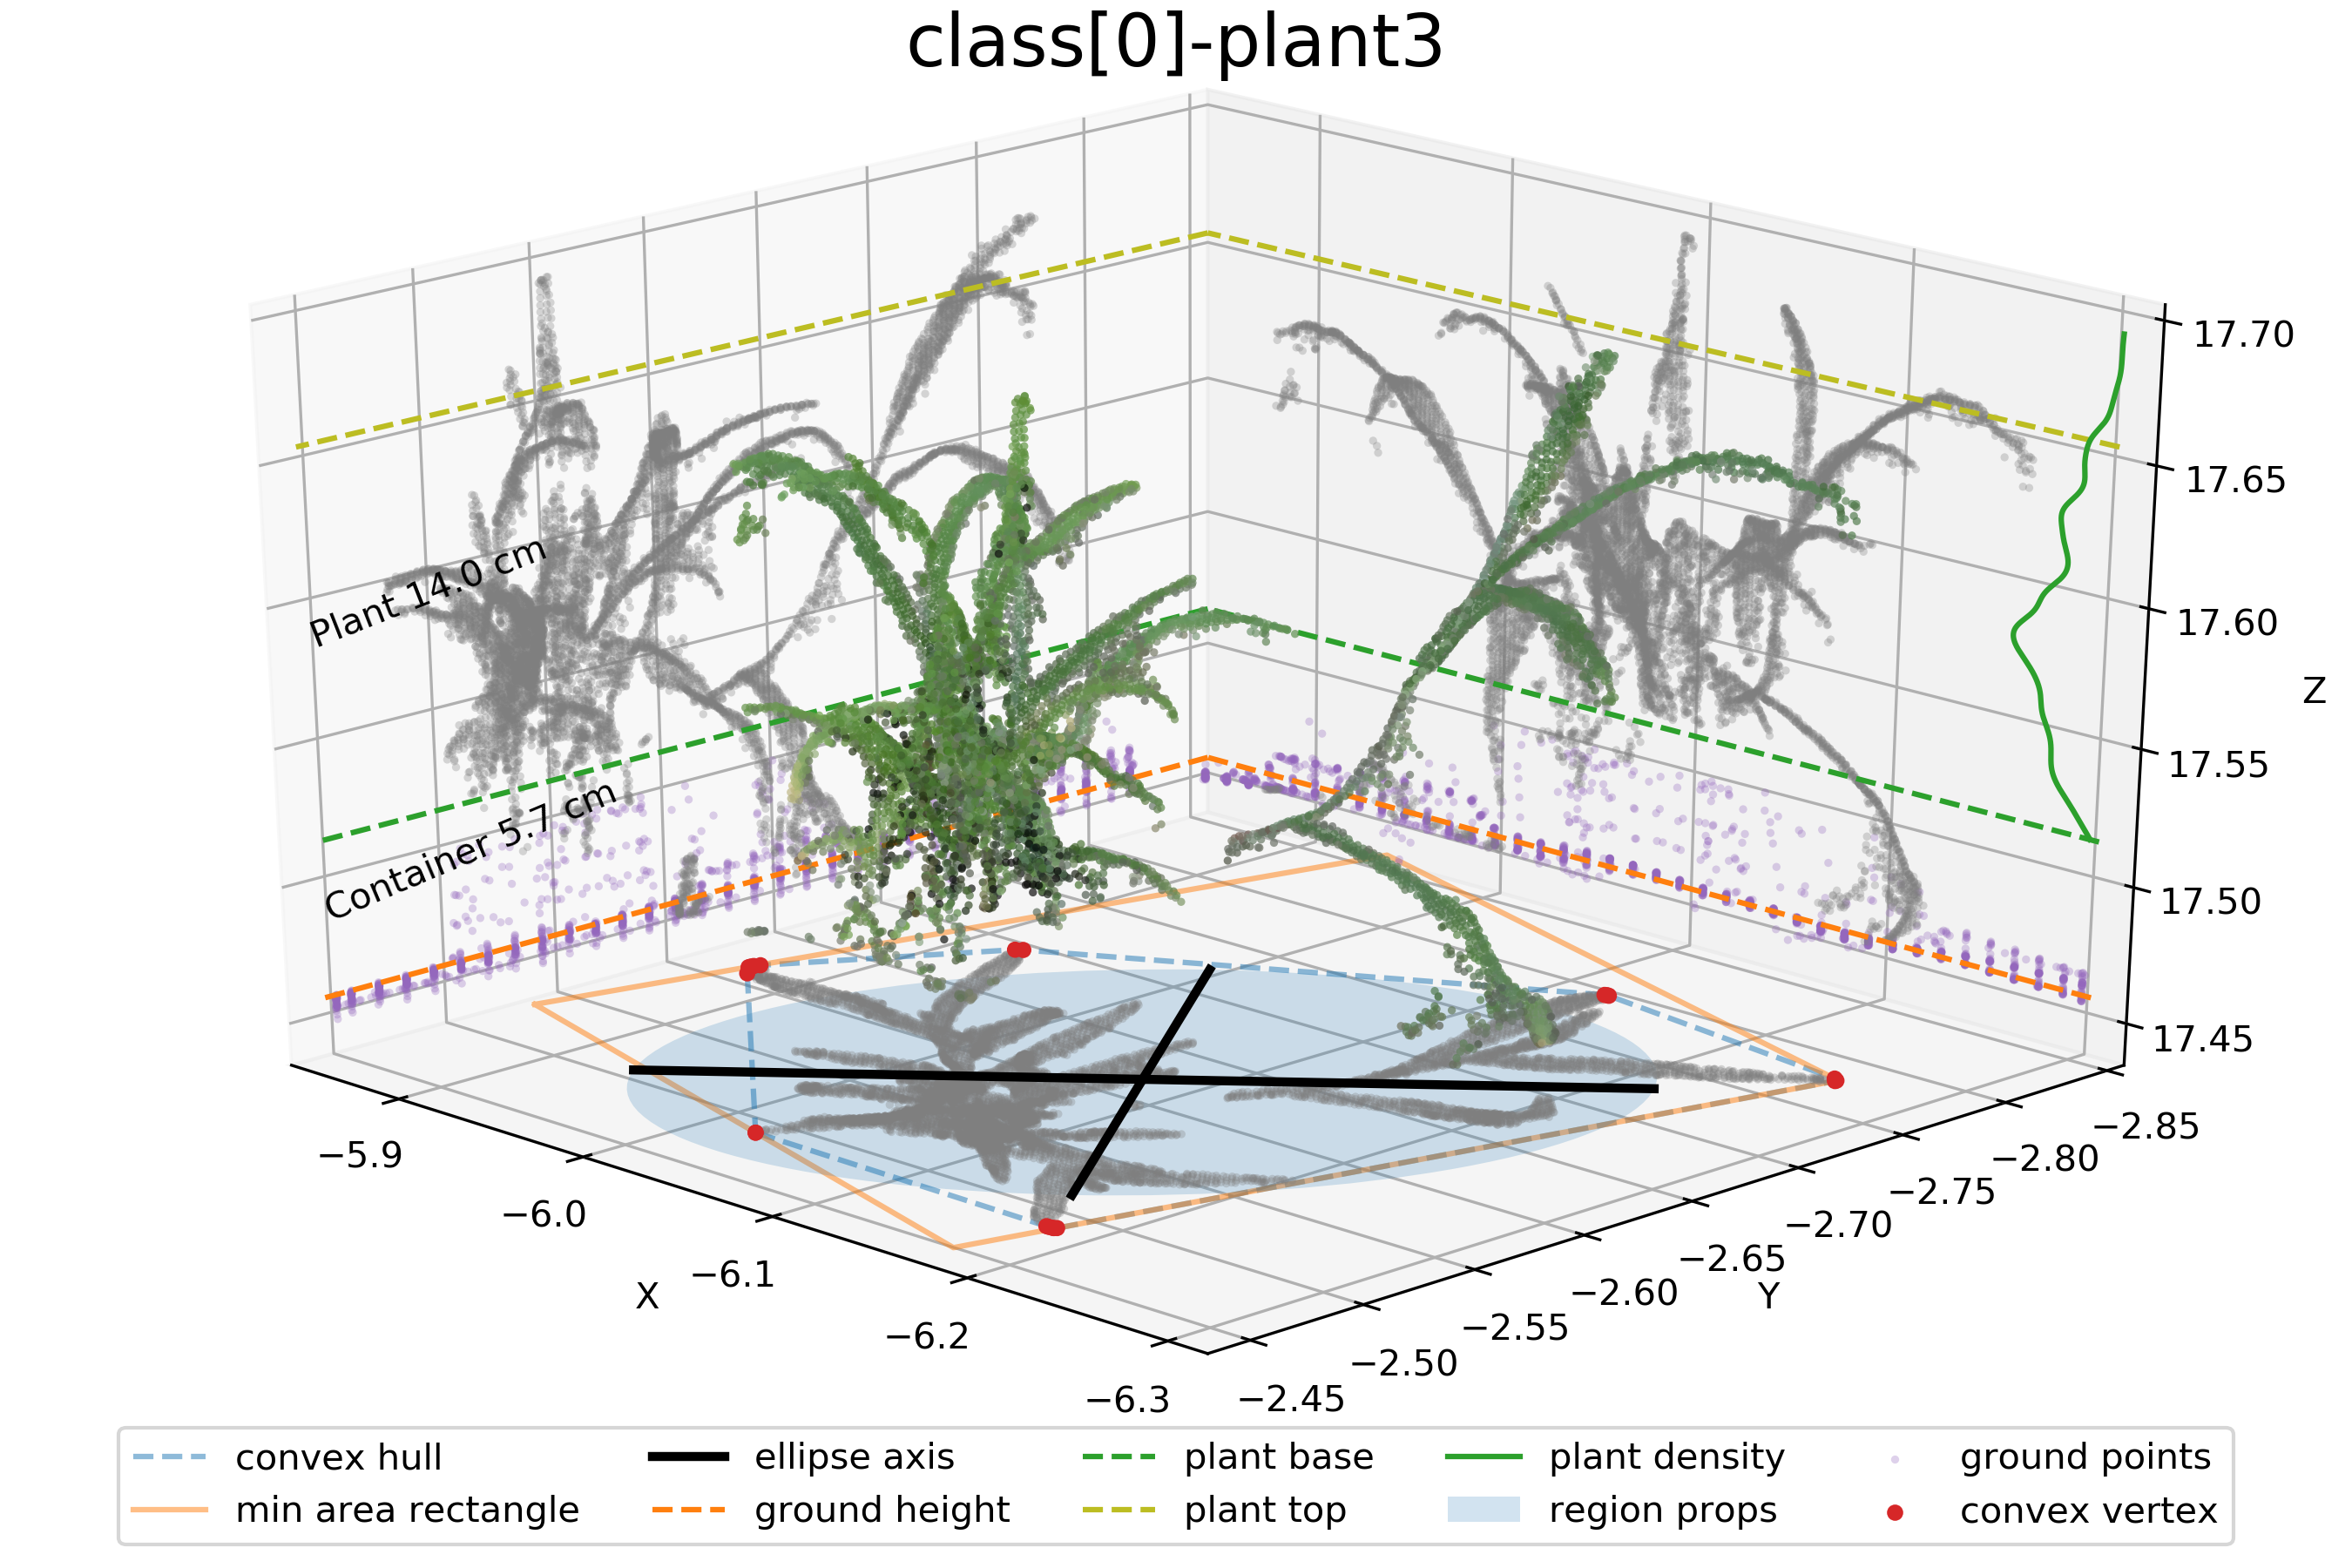 class[0]-plant3
Plant 14.0 cm
Container 5.7 cm
17.70
17.65
17.60
17.55
17.50
17.45
Z
−5.9
−6.0
−6.1
−6.2
−6.3
X
−2.85
−2.80
−2.75
−2.70
−2.65
−2.60
−2.55
−2.50
−2.45
Y
convex hull
min area rectangle
ellipse axis
ground height
plant base
plant top
plant density
region props
ground points
convex vertex